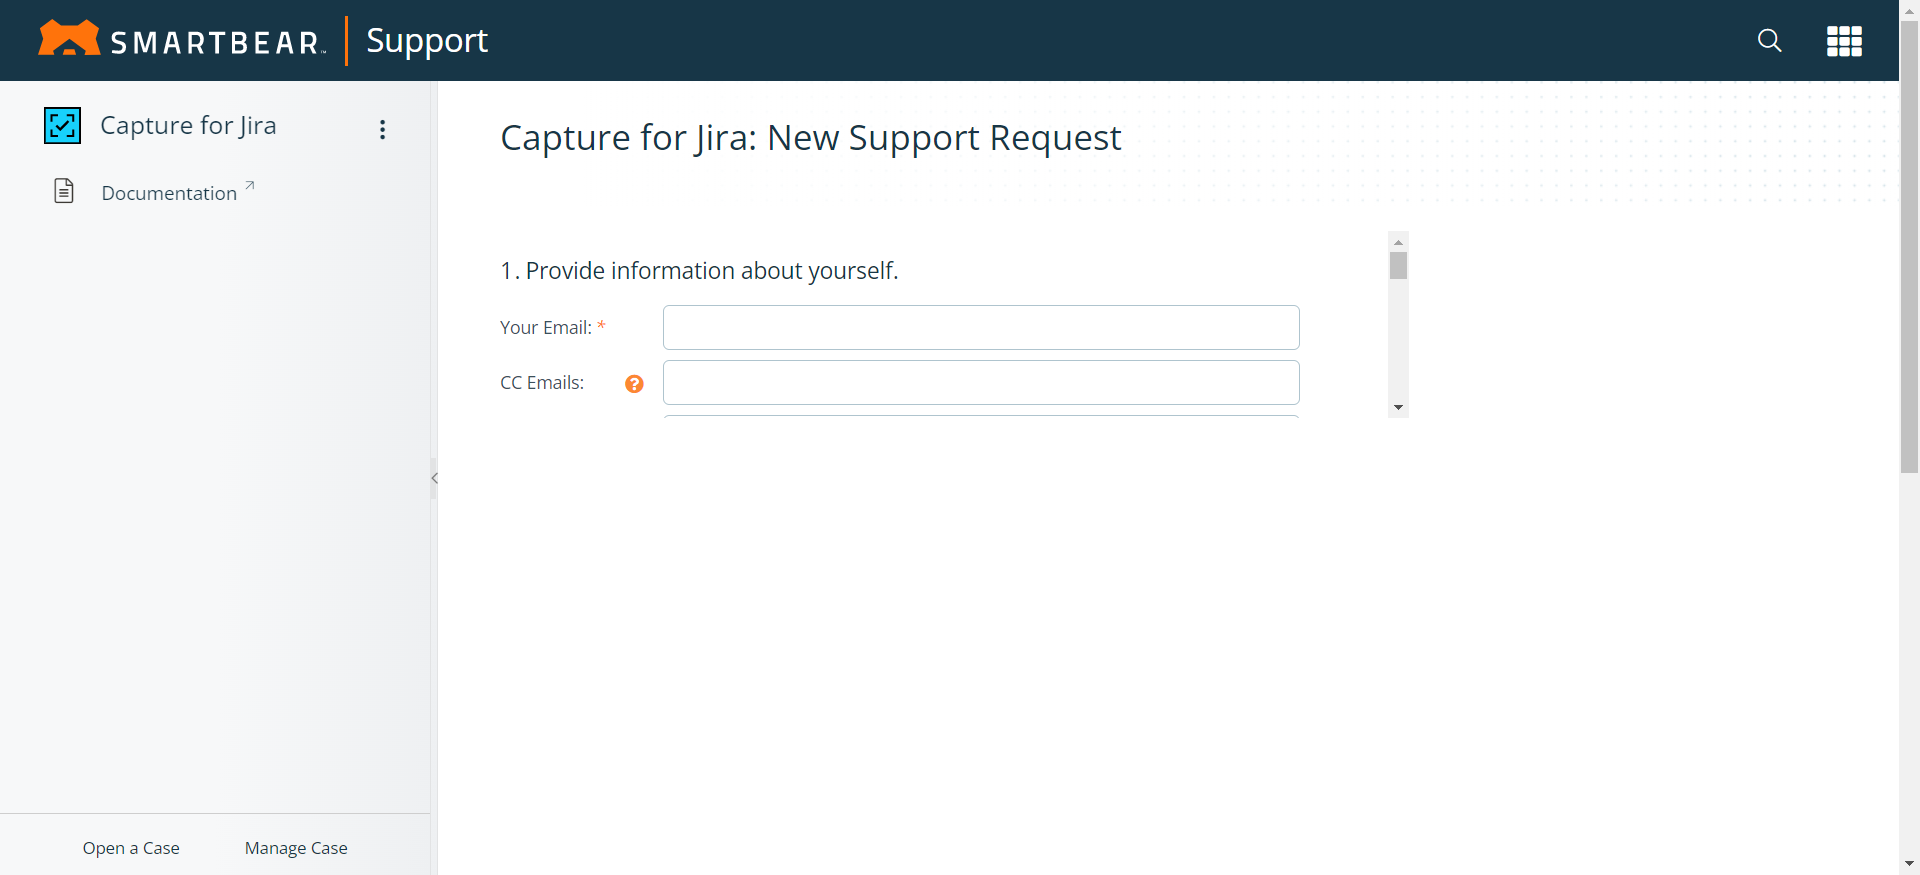 SMARTBEAR™ Support
Capture for Jira
Documentation
Capture for Jira: New Support Request
1. Provide information about yourself.
Your Email: *
CC Emails: ?
Open a Case Manage Case